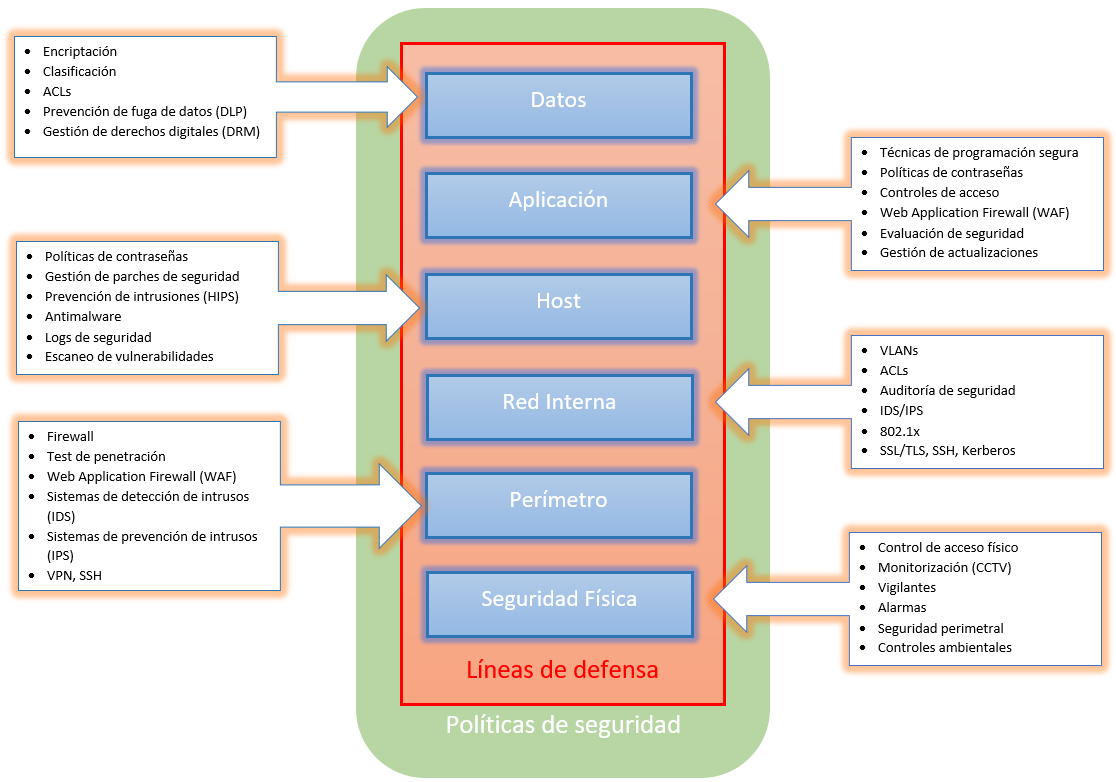 • Encriptación
• Clasificación
• ACLs
• Prevención de fuga de datos (DLP)
• Gestión de derechos digitales (DRM)
Datos
Aplicación
• Técnicas de programación segura
• Políticas de contraseñas
• Controles de acceso
• Web Application Firewall (WAF)
• Evaluación de seguridad
• Gestión de actualizaciones
• Políticas de contraseñas
• Gestión de parches de seguridad
• Prevención de intrusiones (HIPS)
• Antimalware
• Logs de seguridad
• Escaneo de vulnerabilidades
Host
Red Interna
• VLANs
• ACLs
• Auditoría de seguridad
• IDS/IPS
• 802.1x
• SSL/TLS, SSH, Kerberos
• Firewall
• Test de penetración
• Web Application Firewall (WAF)
• Sistemas de detección de intrusos
(IDS)
• Sistemas de prevención de intrusos
(IPS)
• VPN, SSH
Perímetro
Seguridad Física
• Control de acceso físico
• Monitorización (CCTV)
• Vigilantes
• Alarmas
• Seguridad perimetral
• Controles ambientales
Líneas de defensa
Políticas de seguridad